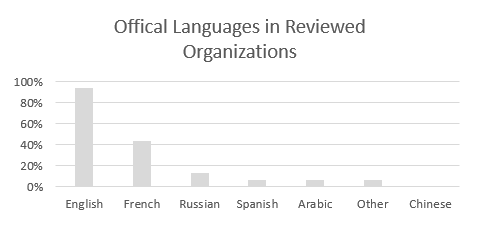 Offical Languages in Reviewed
Organizations
100%
80%
60%
40%
20%
0%
English French Russian Spanish Arabic Other Chinese